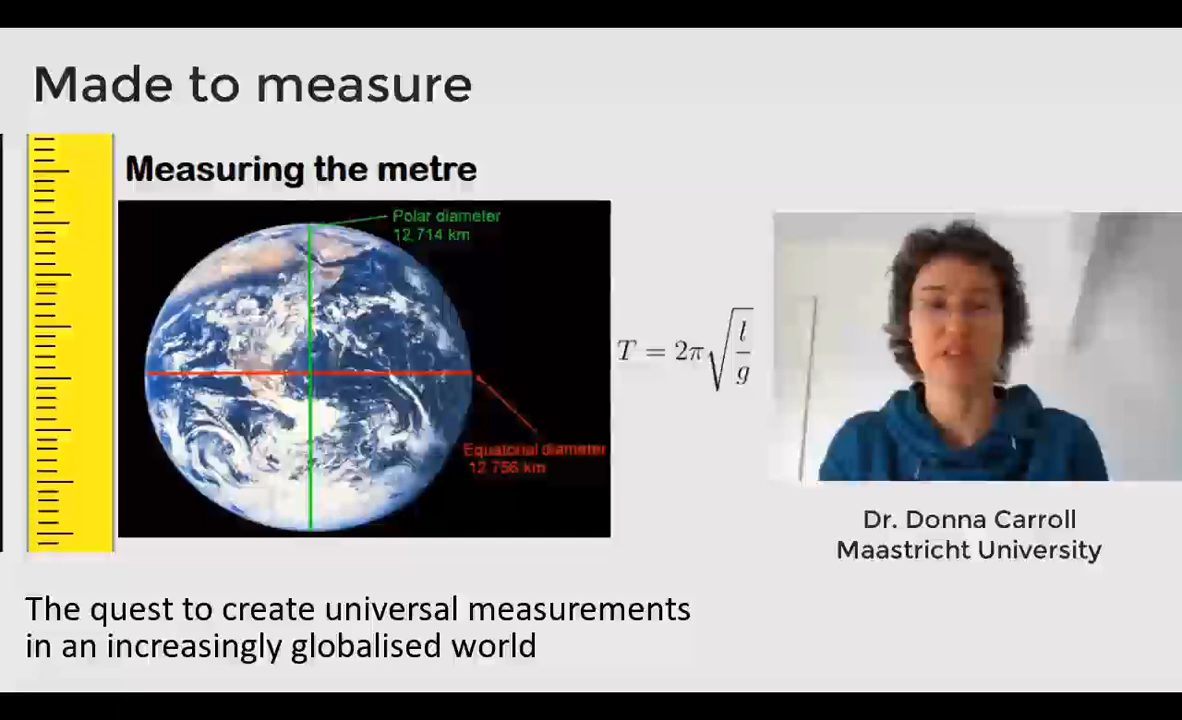 Made to measure
Measuring the metre
Polar diameter
12,714 km
T = 2π√(l/g)
Equatorial diameter
12,756 km
Dr. Donna Carroll
Maastricht University
The quest to create universal measurements
in an increasingly globalised world